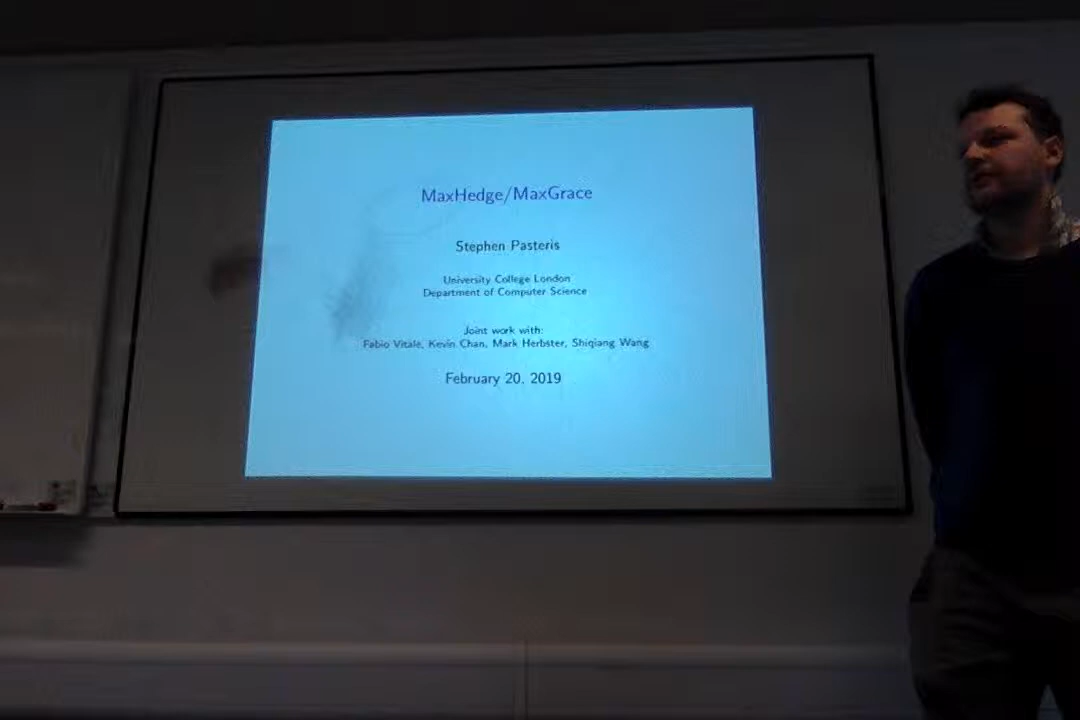 MaxHedge/MaxGrace
Stephen Pasteris
University College London
Department of Computer Science
Joint work with:
Fabio Vitale, Kevin Chan, Mark Herbster, Shiqiang Wang
February 20, 2019